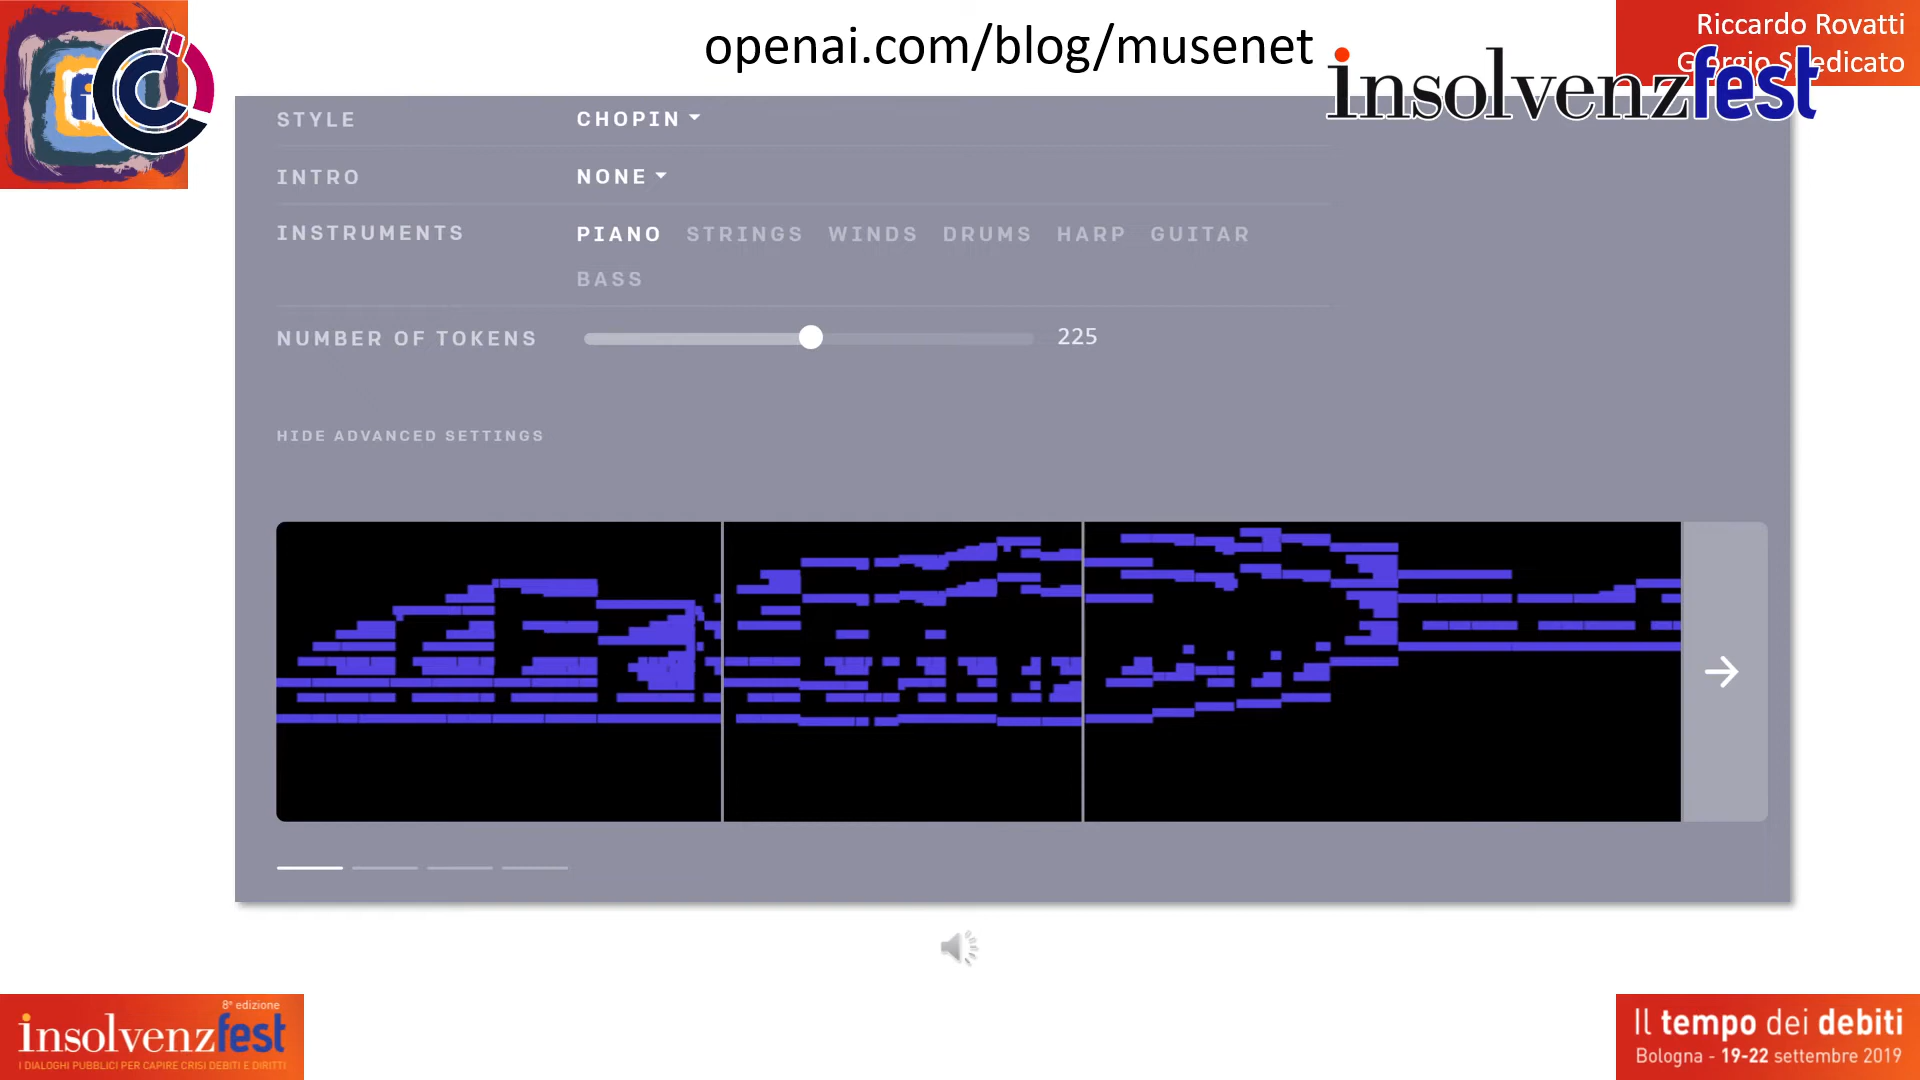 openai.com/blog/musenet
Riccardo Rovatti
Giorgio
insolvenzfest
STYLE CHOPIN
INTRO NONE
INSTRUMENTS PIANO STRINGS WINDS DRUMS HARP GUITAR
BASS
NUMBER OF TOKENS 225
HIDE ADVANCED SETTINGS
8ª edizione
insolvenzfest
I DIALOGHI PUBBLICI PER CAPIRE CRISI DEBITI E DIRITTI
Il tempo dei debiti
Bologna - 19-22 settembre 2019